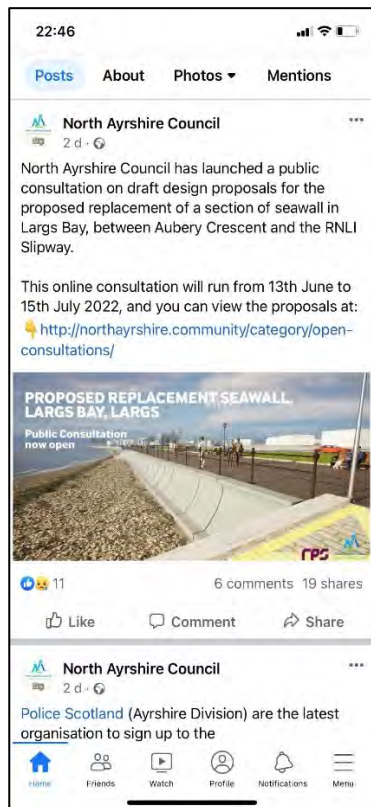 22:46
Posts About Photos Mentions
North Ayrshire Council
2 d
North Ayrshire Council has launched a public
consultation on draft design proposals for the
proposed replacement of a section of seawall in
Largs Bay, between Aubery Crescent and the RNLI
Slipway.
This online consultation will run from 13th June to
15th July 2022, and you can view the proposals at:
http://northayrshire.community/category/open-
consultations/
PROPOSED REPLACEMENT SEAWALL,
LARGS BAY, LARGS
Public Consultation
now open
rps
11 6 comments 19 shares
Like Comment Share
North Ayrshire Council
2 d
Police Scotland (Ayrshire Division) are the latest
organisation to sign up to the
Home Friends Watch Profile Notifications Menu